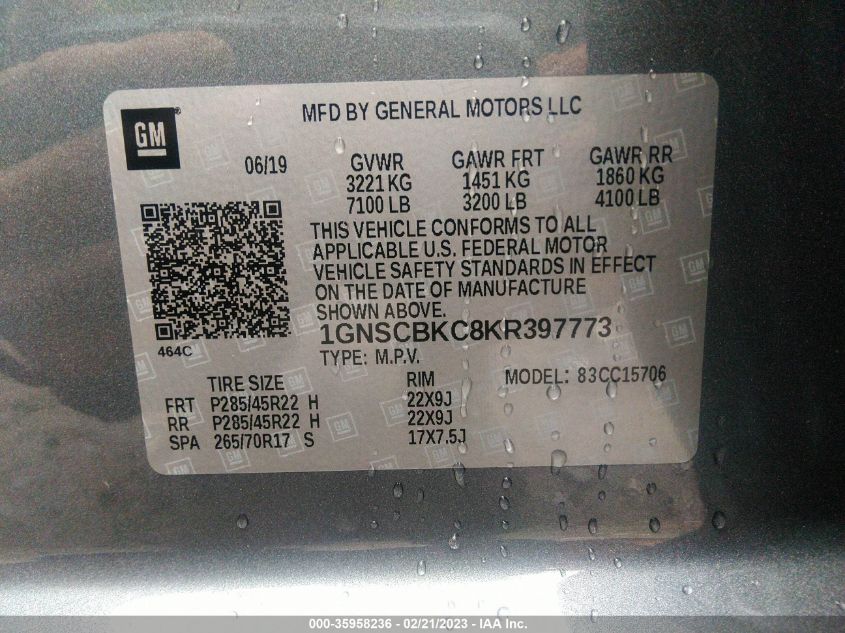 GM
MFD BY GENERAL MOTORS LLC
06/19 GVWR GAWR FRT GAWR RR
3221 KG 1451 KG 1860 KG
7100 LB 3200 LB 4100 LB
THIS VEHICLE CONFORMS TO ALL
APPLICABLE U.S. FEDERAL MOTOR
VEHICLE SAFETY STANDARDS IN EFFECT
ON THE DATE OF MANUFACTURE
SHOWN ABOVE.
1GNSCBKC8KR397773
464C
TYPE: M.P.V.
MODEL: 83CC15706
TIRE SIZE RIM
FRT P285/45R22 H 22X9J
RR P285/45R22 H 22X9J
SPA 265/70R17 S 17X7.5J
000-35958236 - 02/21/2023 - © IAA Inc.